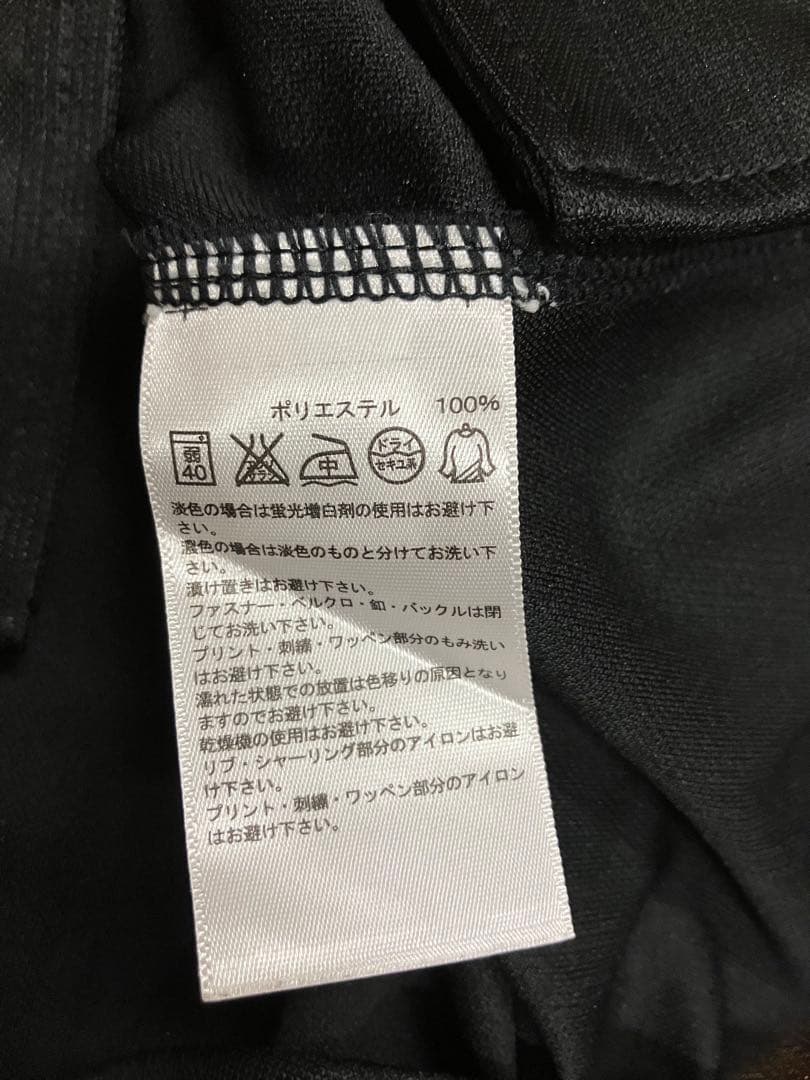 ポリエステル 100%
弱 40 エンソ サラシ 中 ドライ セキユ系
淡色の場合は蛍光増白剤の使用はお避け下
さい。
濃色の場合は淡色のものと分けてお洗い下
さい。
漬け置きはお避け下さい。
ファスナー・ベルクロ・釦・バックルは閉
じてお洗い下さい。
プリント・刺繍・ワッペン部分のもみ洗い
はお避け下さい。
濡れた状態での放置は色移りの原因となり
ますのでお避け下さい。
乾燥機の使用はお避け下さい。
リブ・シャーリング部分のアイロンはお避
け下さい。
プリント・刺繍・ワッペン部分のアイロン
はお避け下さい。